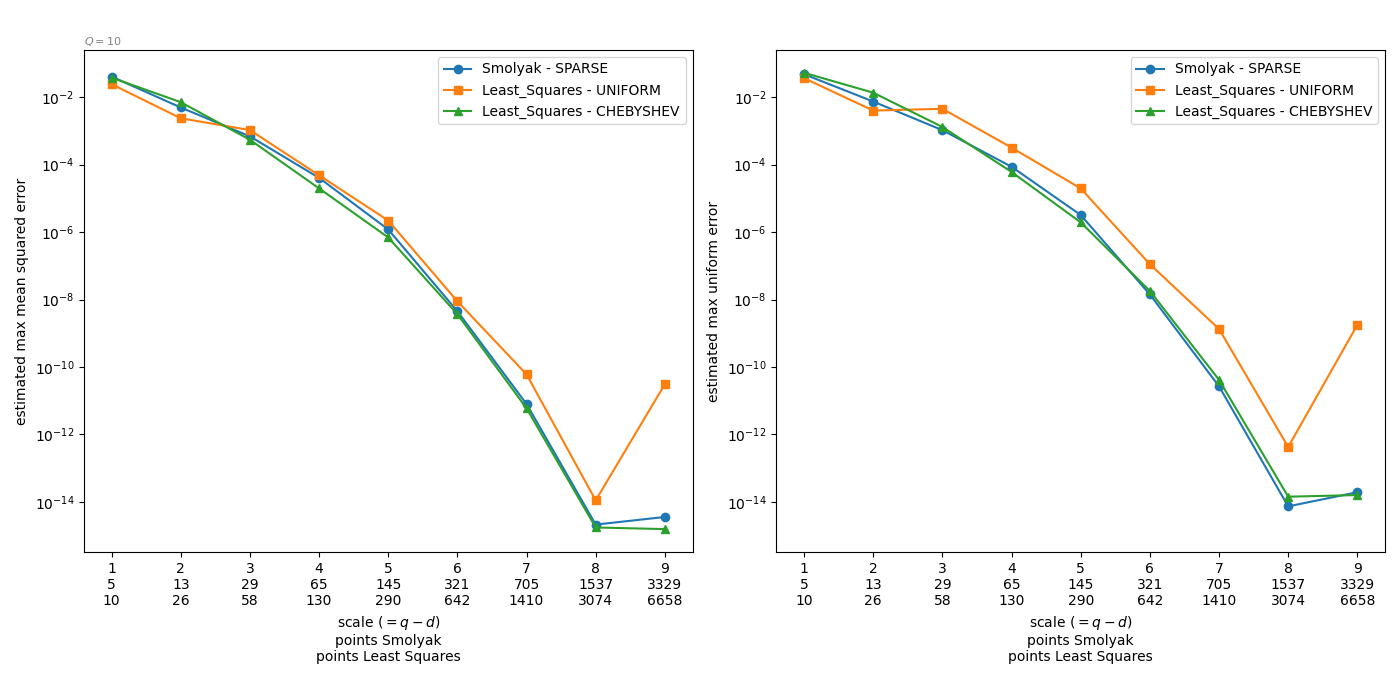 Q = 10
Smolyak - SPARSE
Least_Squares - UNIFORM
Least_Squares - CHEBYSHEV
estimated max mean squared error
10⁻²
10⁻⁴
10⁻⁶
10⁻⁸
10⁻¹⁰
10⁻¹²
10⁻¹⁴
1 2 3 4 5 6 7 8 9
5 13 29 65 145 321 705 1537 3329
10 26 58 130 290 642 1410 3074 6658
scale (= q − d)
points Smolyak
points Least Squares
Smolyak - SPARSE
Least_Squares - UNIFORM
Least_Squares - CHEBYSHEV
estimated max uniform error
10⁻²
10⁻⁴
10⁻⁶
10⁻⁸
10⁻¹⁰
10⁻¹²
10⁻¹⁴
1 2 3 4 5 6 7 8 9
5 13 29 65 145 321 705 1537 3329
10 26 58 130 290 642 1410 3074 6658
scale (= q − d)
points Smolyak
points Least Squares